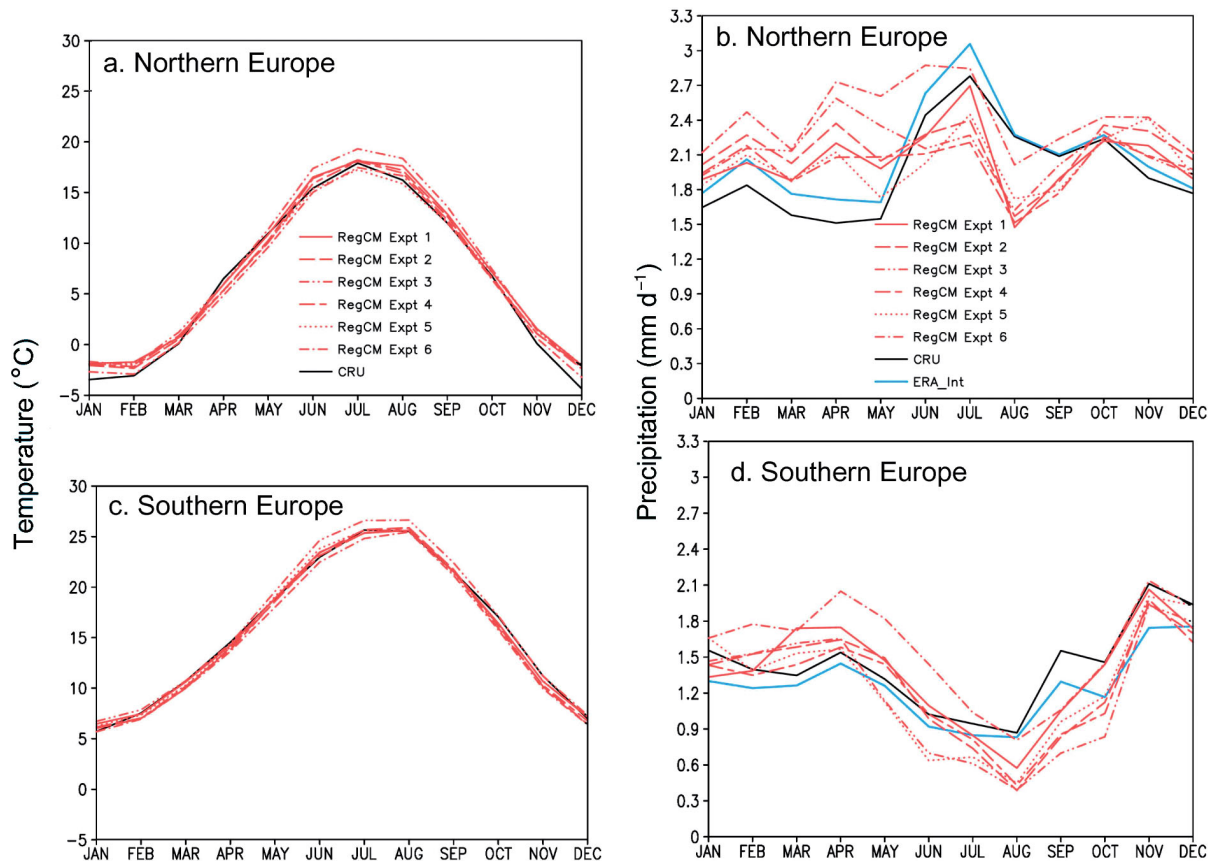 Temperature (°C)
a. Northern Europe
30
25
20
15
10
5
0
-5
RegCM Expt 1
RegCM Expt 2
RegCM Expt 3
RegCM Expt 4
RegCM Expt 5
RegCM Expt 6
CRU
JAN FEB MAR APR MAY JUN JUL AUG SEP OCT NOV DEC
Precipitation (mm d⁻¹)
b. Northern Europe
3.3
3
2.7
2.4
2.1
1.8
1.5
1.2
0.9
0.6
0.3
0
RegCM Expt 1
RegCM Expt 2
RegCM Expt 3
RegCM Expt 4
RegCM Expt 5
RegCM Expt 6
CRU
ERA_Int
JAN FEB MAR APR MAY JUN JUL AUG SEP OCT NOV DEC
c. Southern Europe
30
25
20
15
10
5
0
-5
JAN FEB MAR APR MAY JUN JUL AUG SEP OCT NOV DEC
d. Southern Europe
3.3
3
2.7
2.4
2.1
1.8
1.5
1.2
0.9
0.6
0.3
0
JAN FEB MAR APR MAY JUN JUL AUG SEP OCT NOV DEC